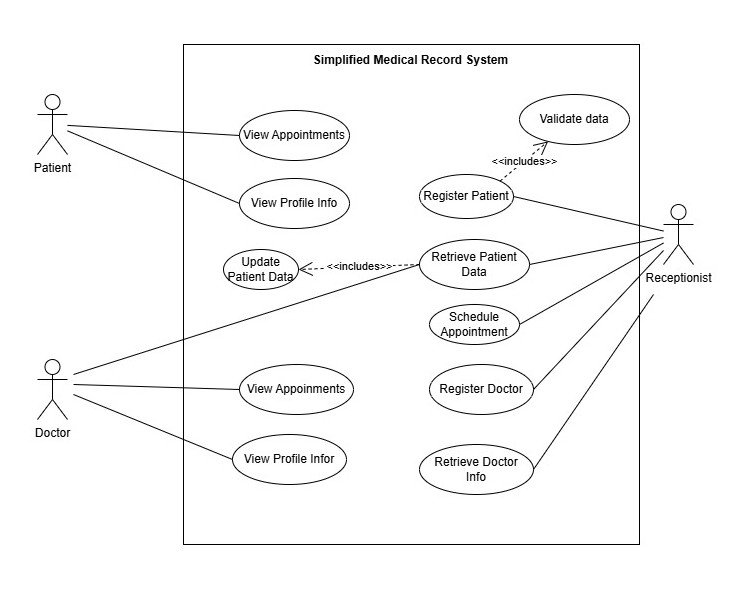 Simplified Medical Record System
Patient
View Appointments
View Profile Info
Validate data
<<includes>>
Register Patient
Receptionist
Update
Patient Data
<<includes>>
Retrieve Patient
Data
Schedule
Appointment
Doctor
View Appoinments
Register Doctor
View Profile Infor
Retrieve Doctor
Info